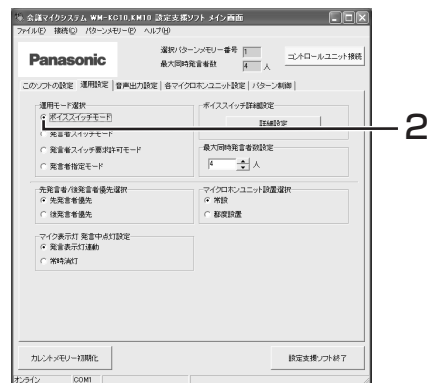 会議マイクシステム WM-KC10,KM10 設定支援ソフト メイン画面
ファイル(F) 接続(C) パターンメモリー(P) ヘルプ(H)
Panasonic
選択パターンメモリー番号 1
最大同時発言者数 4 人
コントロールユニット接続
このソフトの設定 運用設定 音声出力設定 各マイクロホンユニット設定 パターン制御
運用モード選択
ボイススイッチモード
発言者スイッチモード
発言者スイッチ要求許可モード
発言者指定モード
ボイススイッチ詳細設定
詳細設定
2
最大同時発言者数設定
4 人
先発言者/後発言者優先選択
先発言者優先
後発言者優先
マイクロホンユニット設置選択
常設
都度設置
マイク表示灯 発言中点灯設定
発言表示灯連動
常時消灯
カレントメモリー初期化
設定支援ソフト終了
オンライン COM1